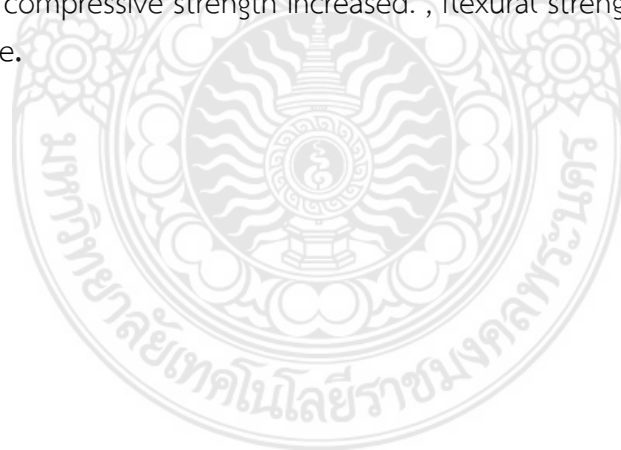 compressive strength increased. , flexural streng
e.
มหาวิทยาลัยเทคโนโลยีราชมงคลพระนคร